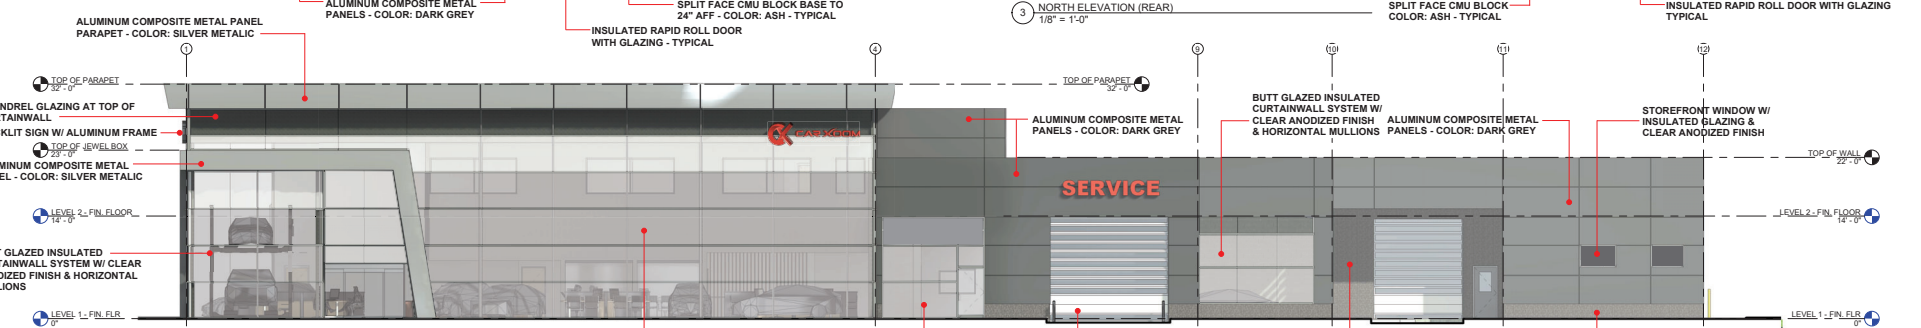 ALUMINUM COMPOSITE METAL
PANELS - COLOR: DARK GREY
SPLIT FACE CMU BLOCK BASE TO
24" AFF - COLOR: ASH - TYPICAL
3
NORTH ELEVATION (REAR)
1/8" = 1'-0"
SPLIT FACE CMU BLOCK
COLOR: ASH - TYPICAL
INSULATED RAPID ROLL DOOR WITH GLAZING
TYPICAL
ALUMINUM COMPOSITE METAL PANEL
PARAPET - COLOR: SILVER METALIC
INSULATED RAPID ROLL DOOR
WITH GLAZING - TYPICAL
1
4
9
10
11
12
TOP OF PARAPET
32' - 0"
TOP OF PARAPET
32' - 0"
NDREL GLAZING AT TOP OF
TAINWALL
KLIT SIGN W/ ALUMINUM FRAME
TOP OF JEWEL BOX
23' - 0"
MINUM COMPOSITE METAL
EL - COLOR: SILVER METALIC
LEVEL 2 - FIN. FLOOR
14' - 0"
T GLAZED INSULATED
TAINWALL SYSTEM W/ CLEAR
DIZED FINISH & HORIZONTAL
LIONS
LEVEL 1 - FIN. FLR
0"
ALUMINUM COMPOSITE METAL
PANELS - COLOR: DARK GREY
BUTT GLAZED INSULATED
CURTAINWALL SYSTEM W/
CLEAR ANODIZED FINISH
& HORIZONTAL MULLIONS
ALUMINUM COMPOSITE METAL
PANELS - COLOR: DARK GREY
STOREFRONT WINDOW W/
INSULATED GLAZING &
CLEAR ANODIZED FINISH
TOP OF WALL
22' - 0"
SERVICE
LEVEL 2 - FIN. FLOOR
14' - 0"
LEVEL 1 - FIN. FLR
0"